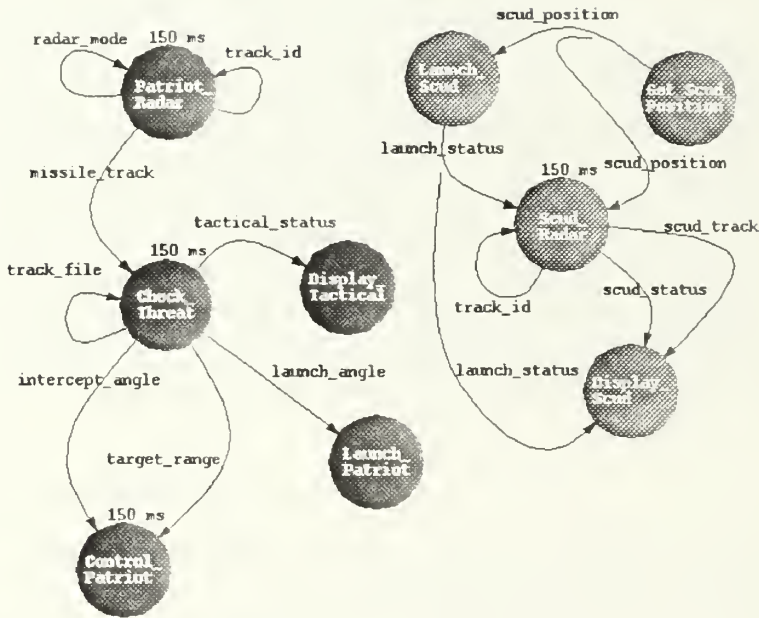 150 ms
radar_mode
track_id
Patriot_
Radar
missile_track
tactical_status
150 ms
track_file
Check_
Threat
Display_
Tactical
intercept_angle
launch_angle
target_range
Launch_
Patriot
150 ms
Control_
Patriot
scud_position
Launch_
Scud
Get_Scud
Position
launch_status
scud_position
150 ms
Scud_
Radar
scud_track
track_id
scud_status
launch_status
Display_
Scud